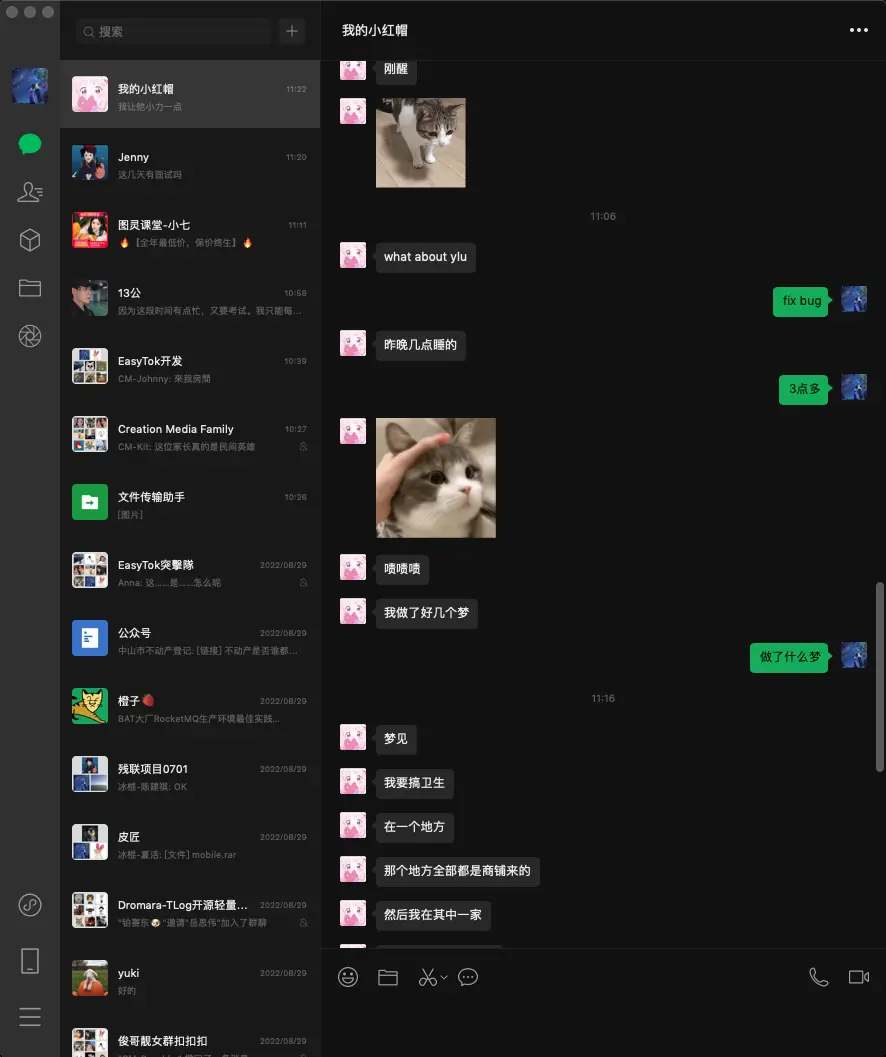 搜索
我的小红帽
11:22
我让他小力一点
Jenny
11:20
这几天有面试吗
图灵课堂-小七
11:11
🔥【全年最低价，保价终生】🔥
13公
10:58
因为这段时间有点忙，又要考试。我只能每...
EasyTok开发
10:39
CM-Johnny: 来我房間
Creation Media Family
10:27
CM-Kit: 这位家长真的是民间英雄
文件传输助手
10:26
[图片]
EasyTok突擊隊
2022/08/29
Anna: 这……是……怎么呢
公众号
2022/08/29
中山市不动产登记: [链接] 不动产是否谁都...
橙子🍓
2022/08/29
BAT大厂RocketMQ生产环境最佳实践...
残联项目0701
2022/08/29
冰棍-陈建祺: OK
皮匠
2022/08/29
冰棍-夏洁: [文件] mobile.rar
Dromara-TLog开源轻量...
2022/08/29
"铂赛东🐶"邀请"岳恩伟"加入了群聊
yuki
2022/08/29
好的
俊哥靓女群扣扣扣
2022/08/29
我的小红帽
刚醒
11:06
what about ylu
fix bug
昨晚几点睡的
3点多
啧啧啧
我做了好几个梦
做了什么梦
11:16
梦见
我要搞卫生
在一个地方
那个地方全部都是商铺来的
然后我在其中一家